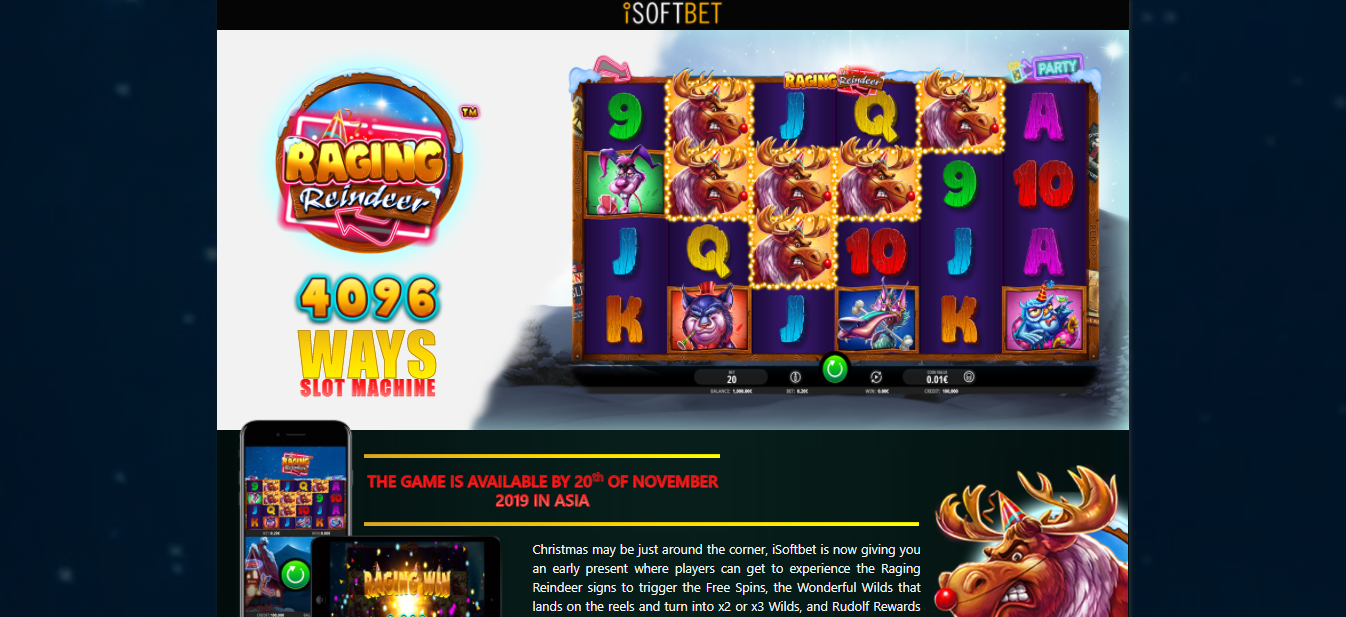 iSOFTBET
RAGING
Reindeer
TM
4096
WAYS
SLOT MACHINE
RAGING Reindeer
PARTY
9 J Q A
9 10
J Q 10 J A
K J K
BET
20
COIN VALUE
0.01€
BALANCE: 1,000.00€ BET: 0.20€ WIN: 0.00€ CREDIT: 100,000
THE GAME IS AVAILABLE BY 20th OF NOVEMBER
2019 IN ASIA
RAGING
Reindeer
RAGING WIN
Christmas may be just around the corner, iSoftbet is now giving you
an early present where players can get to experience the Raging
Reindeer signs to trigger the Free Spins, the Wonderful Wilds that
lands on the reels and turn into x2 or x3 Wilds, and Rudolf Rewards